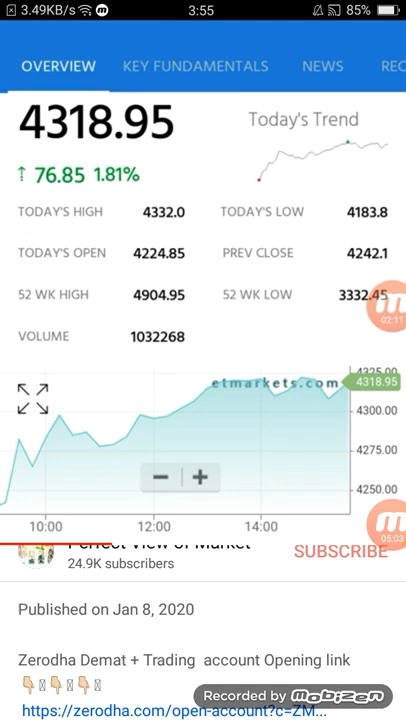 3.49KB/s 3:55 85%
OVERVIEW KEY FUNDAMENTALS NEWS REC
4318.95 Today's Trend
76.85 1.81%
TODAY'S HIGH 4332.0 TODAY'S LOW 4183.8
TODAY'S OPEN 4224.85 PREV CLOSE 4242.1
52 WK HIGH 4904.95 52 WK LOW 3332.45
02:11
VOLUME 1032268
4325.00
etmarkets.com 4318.95
4300.00
4275.00
4250.00
10:00 12:00 14:00
05:03
Perfect View of Market
SUBSCRIBE
24.9K subscribers
Published on Jan 8, 2020
Zerodha Demat + Trading account Opening link
Recorded by MOBIZEN
https://zerodha.com/open-account?c=ZM...